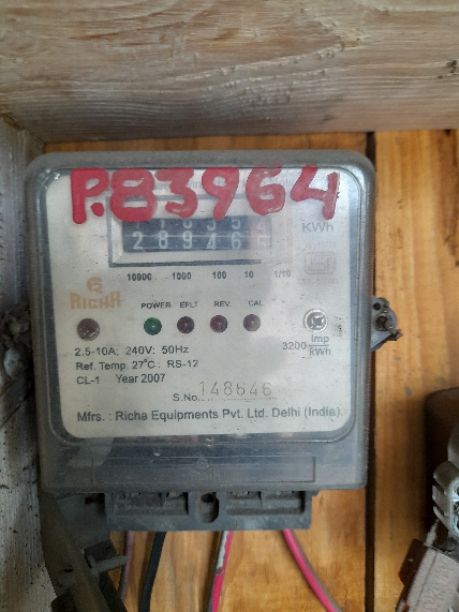 P.83964
28946
KWh
10000 1000 100 10 1/10
RICHA
POWER EFLT REV. CAL
2.5-10A; 240V: 50Hz
3200 Imp/kWh
Ref. Temp. 27°C : RS-12
CL-1 Year 2007
S.No. 148646
Mfrs. : Richa Equipments Pvt. Ltd. Delhi (India).